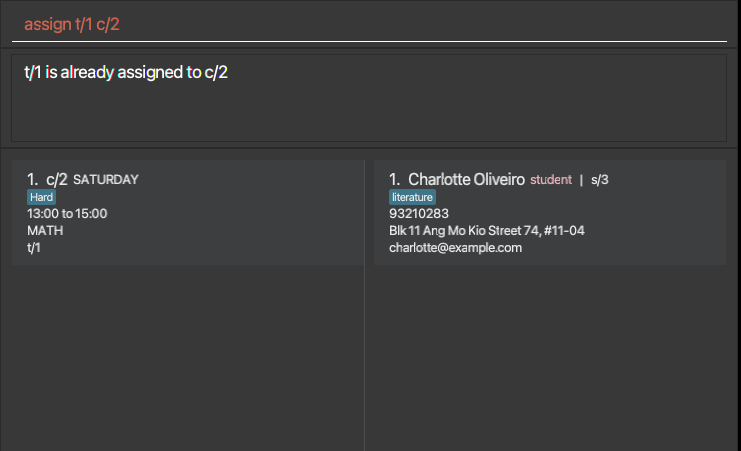 assign t/1 c/2
t/1 is already assigned to c/2
1. c/2 SATURDAY
Hard
13:00 to 15:00
MATH
t/1
1. Charlotte Oliveiro student | s/3
literature
93210283
Blk 11 Ang Mo Kio Street 74, #11-04
charlotte@example.com